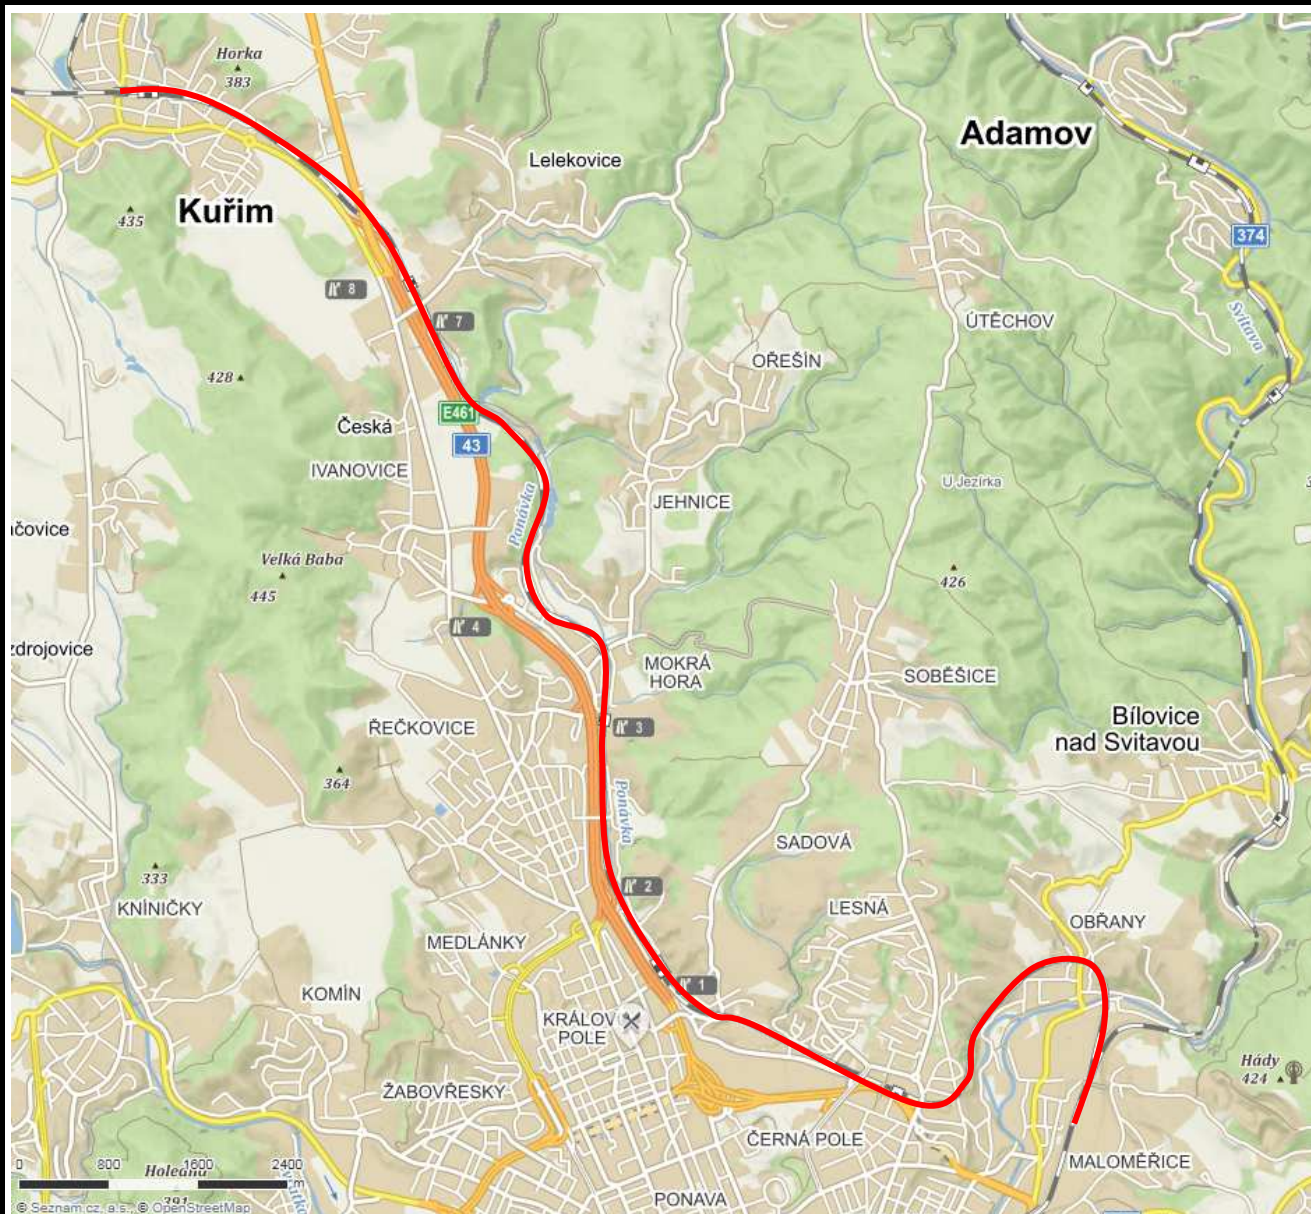 Horka
383
Adamov
Lelekovice
435
Kuřim
374
Svitava
8
7
ÚTĚCHOV
OŘEŠÍN
428
E461
Česká
43
IVANOVICE
U Jezírka
Ponávka
JEHNICE
čovice
Velká Baba
445
426
4
zdrojovice
MOKRÁ
HORA
SOBĚŠICE
ŘEČKOVICE
3
Bílovice
nad Svitavou
364
Ponávka
SADOVÁ
333
2
KNÍNIČKY
LESNÁ
OBŘANY
MEDLÁNKY
1
KOMÍN
KRÁLOV
POLE
Hády
424
ŽABOVŘESKY
ČERNÁ POLE
MALOMĚŘICE
0 800 1600 2400
m
Holedná
391
PONAVA
© Seznam.cz, a.s., © OpenStreetMap